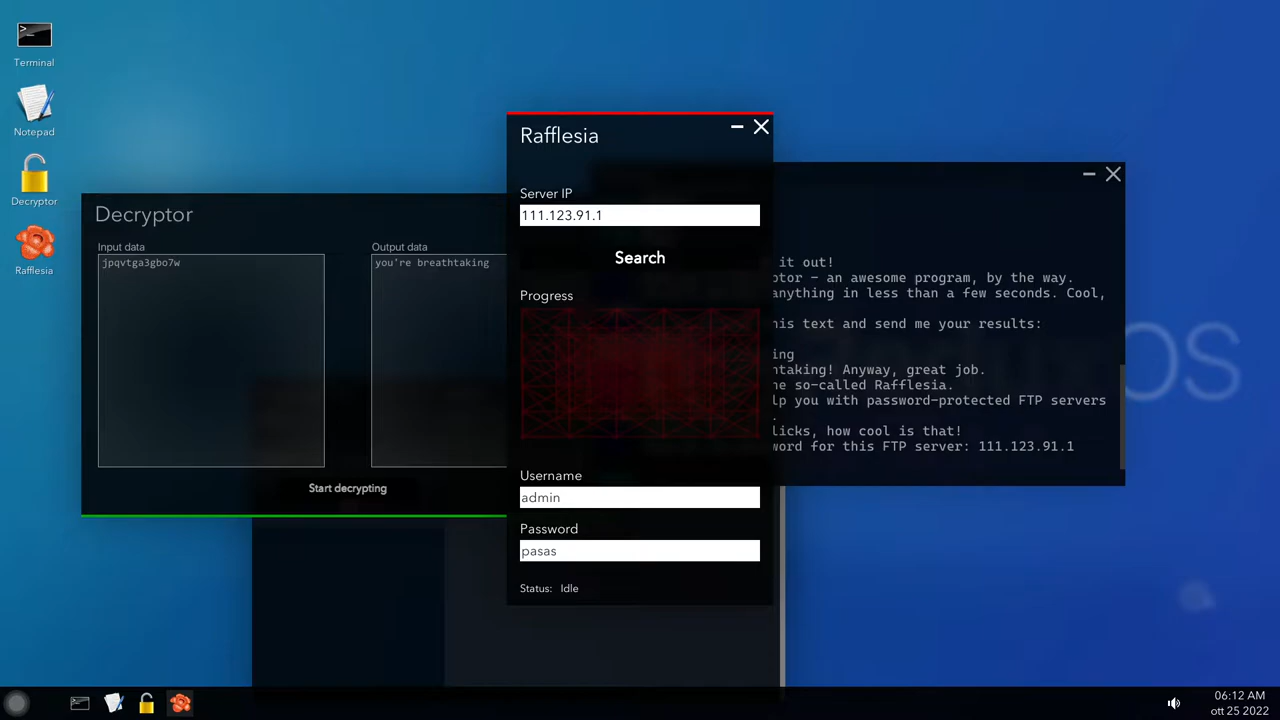 Terminal
Notepad
Decryptor
Rafflesia
Decryptor
Input data
jpqvtga3gbo7w
Output data
you're breathtaking
Start decrypting
Rafflesia
Server IP
111.123.91.1
Search
Progress
Username
admin
Password
pasas
Status: Idle
it out!
ptor - an awesome program, by the way.
anything in less than a few seconds. Cool,
his text and send me your results:
ing
htaking! Anyway, great job.
he so-called Rafflesia.
lp you with password-protected FTP servers
.
licks, how cool is that!
word for this FTP server: 111.123.91.1
OS
06:12 AM
ott 25 2022